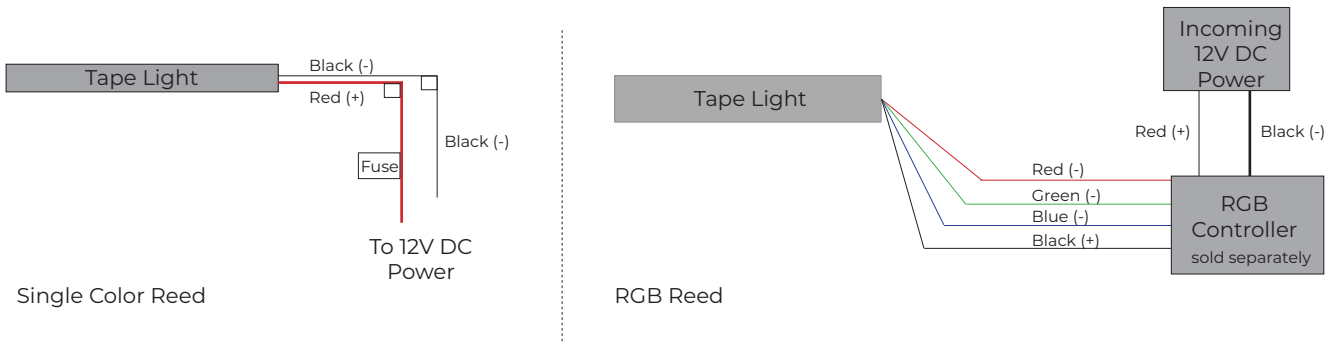 Tape Light
Black (-)
Red (+)
Black (-)
Fuse
To 12V DC
Power
Single Color Reed
Incoming
12V DC
Power
Tape Light
Red (+)
Black (-)
Red (-)
Green (-)
Blue (-)
Black (+)
RGB
Controller
sold separately
RGB Reed